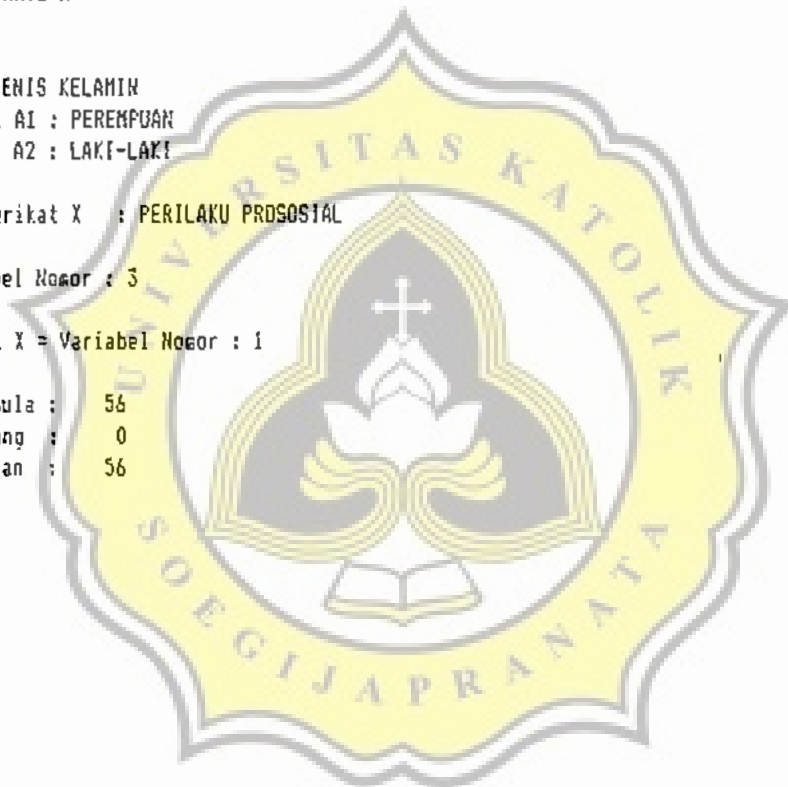 ENIS KELAMIN
A1 : PEREMPUAN
A2 : LAKI-LAKI
erikat X : PERILAKU PROSOSIAL
el Nomor : 3
X = Variabel Nomor : 1
ula : 56
ng : 0
an : 56
UNIVERSITAS KATOLIK
SOEGIJAPRANATA